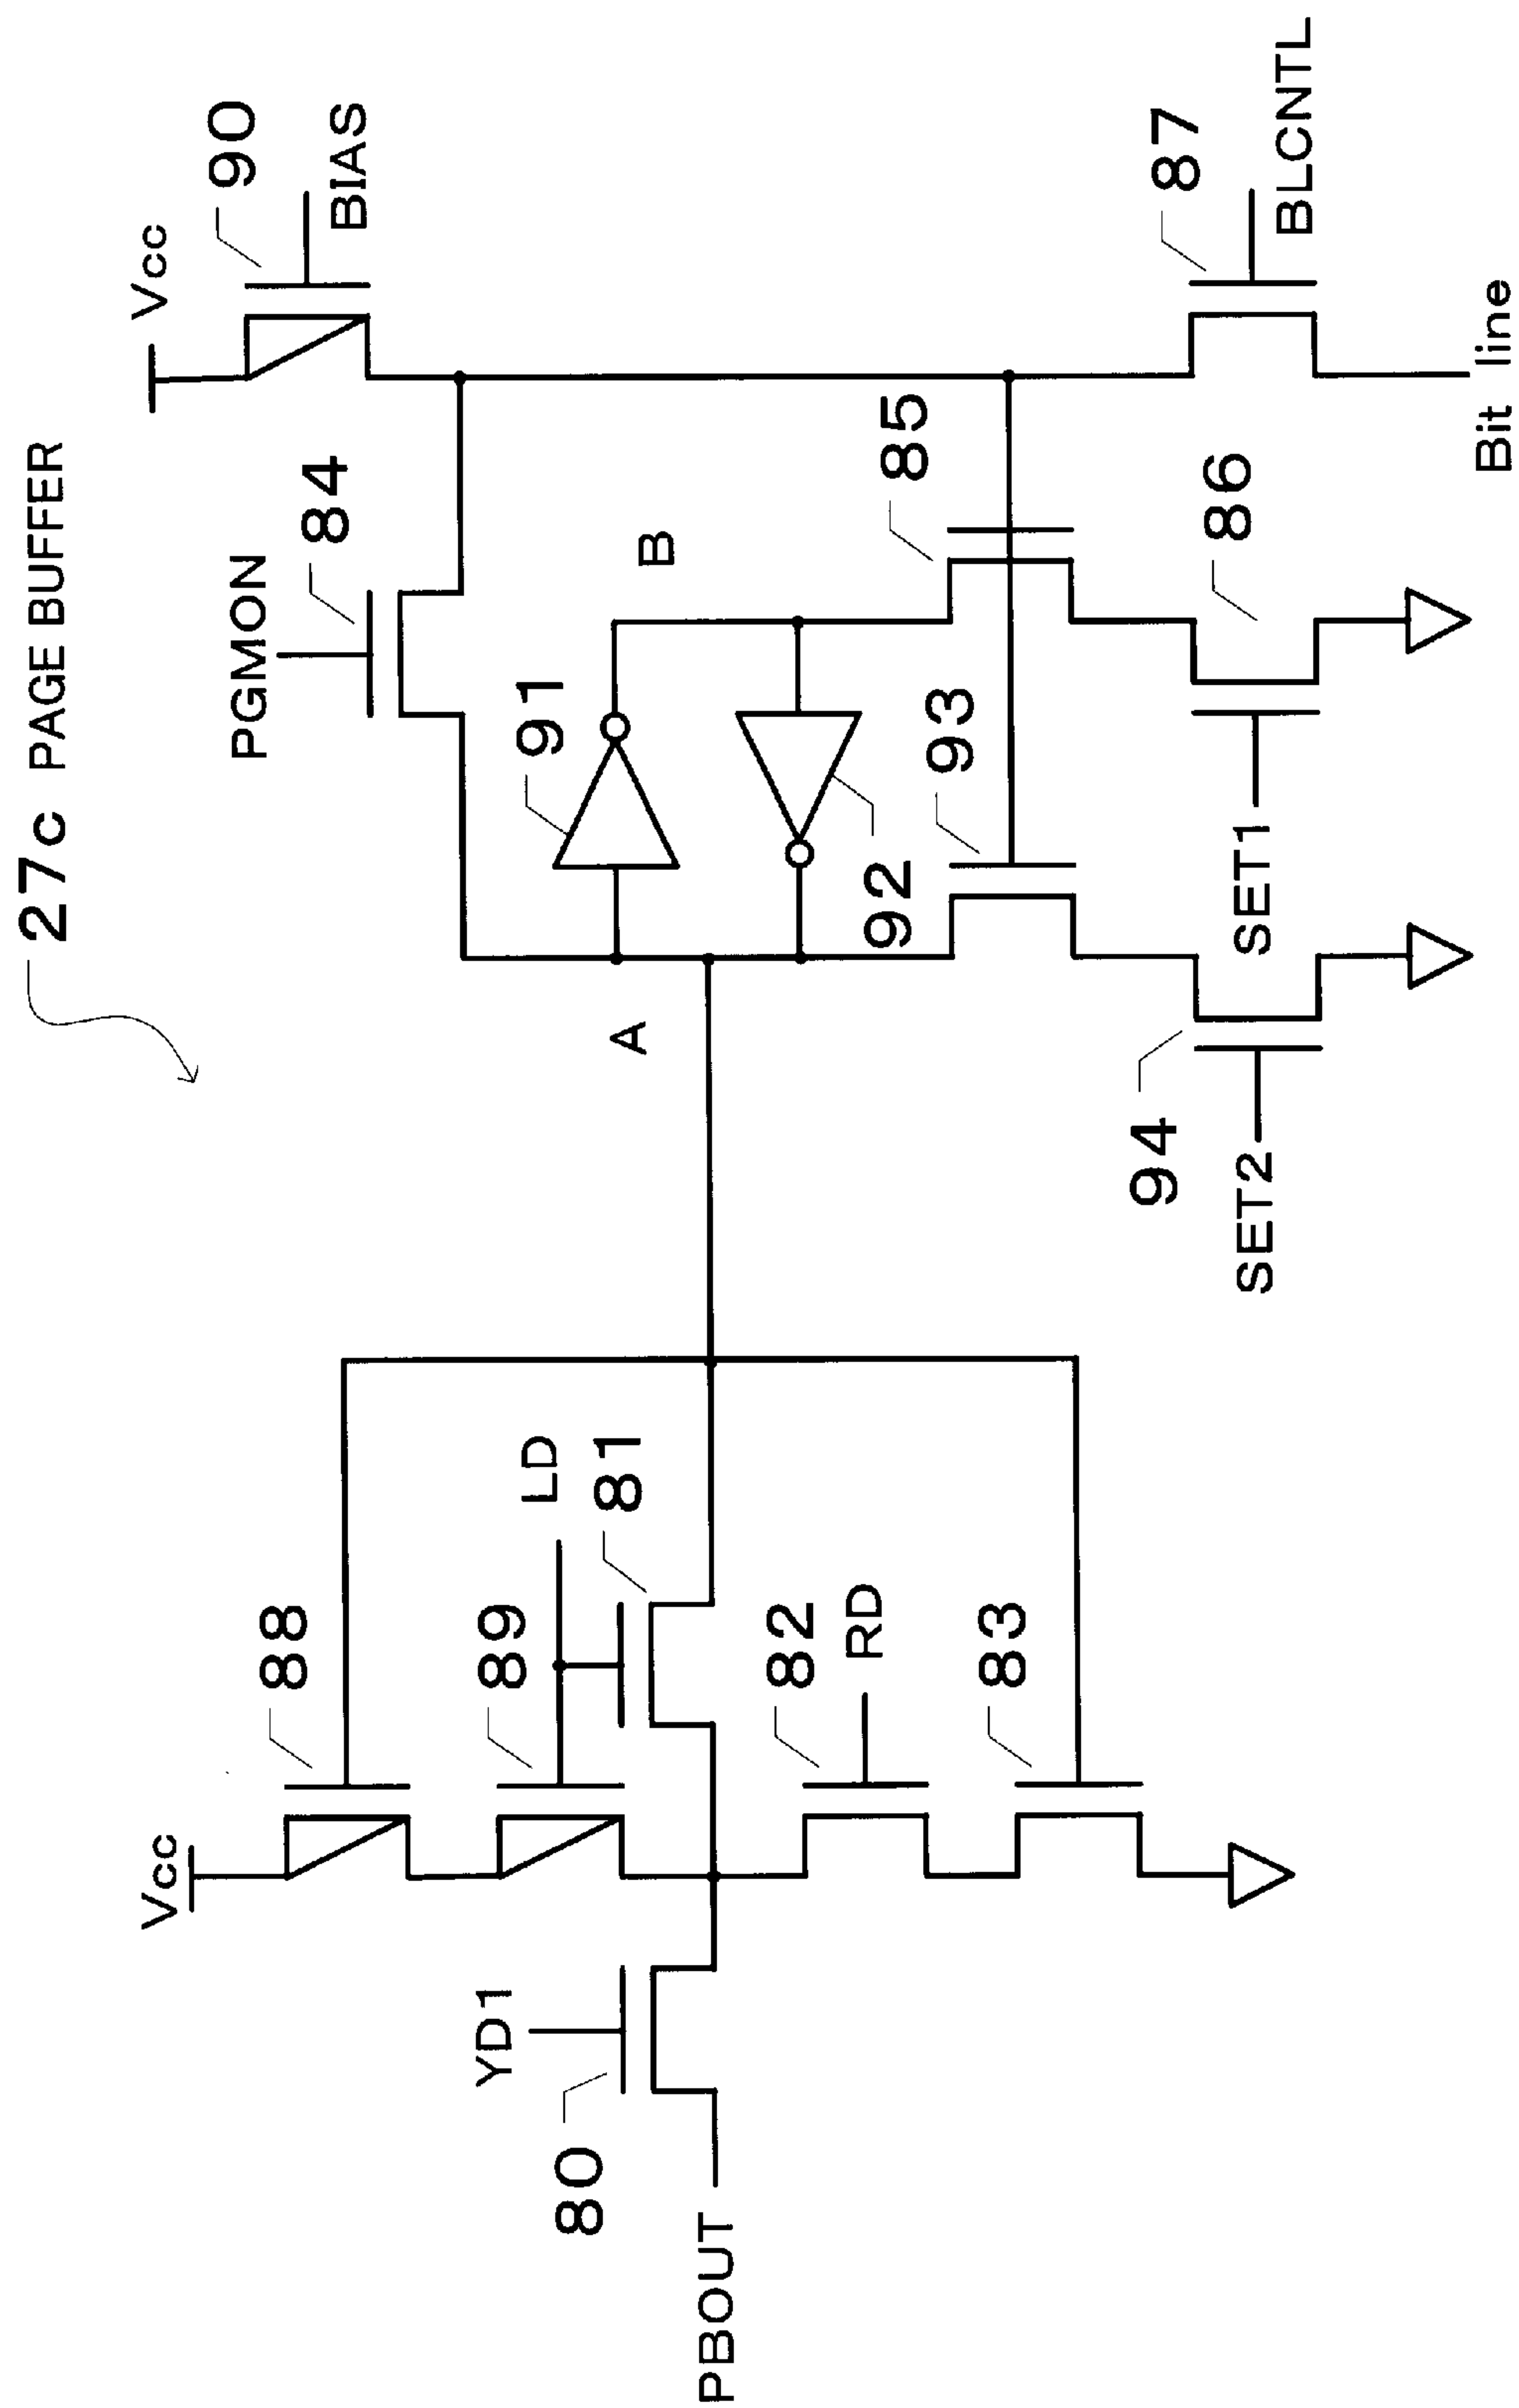 27c PAGE BUFFER
Vcc
90
BIAS
PGMON
84
91
B
85
93
92
A
87
BLCNTL
86
SET1
94
SET2
Bit line
Vcc
88
LD
89
81
YD1
80
82
RD
83
PBOUT